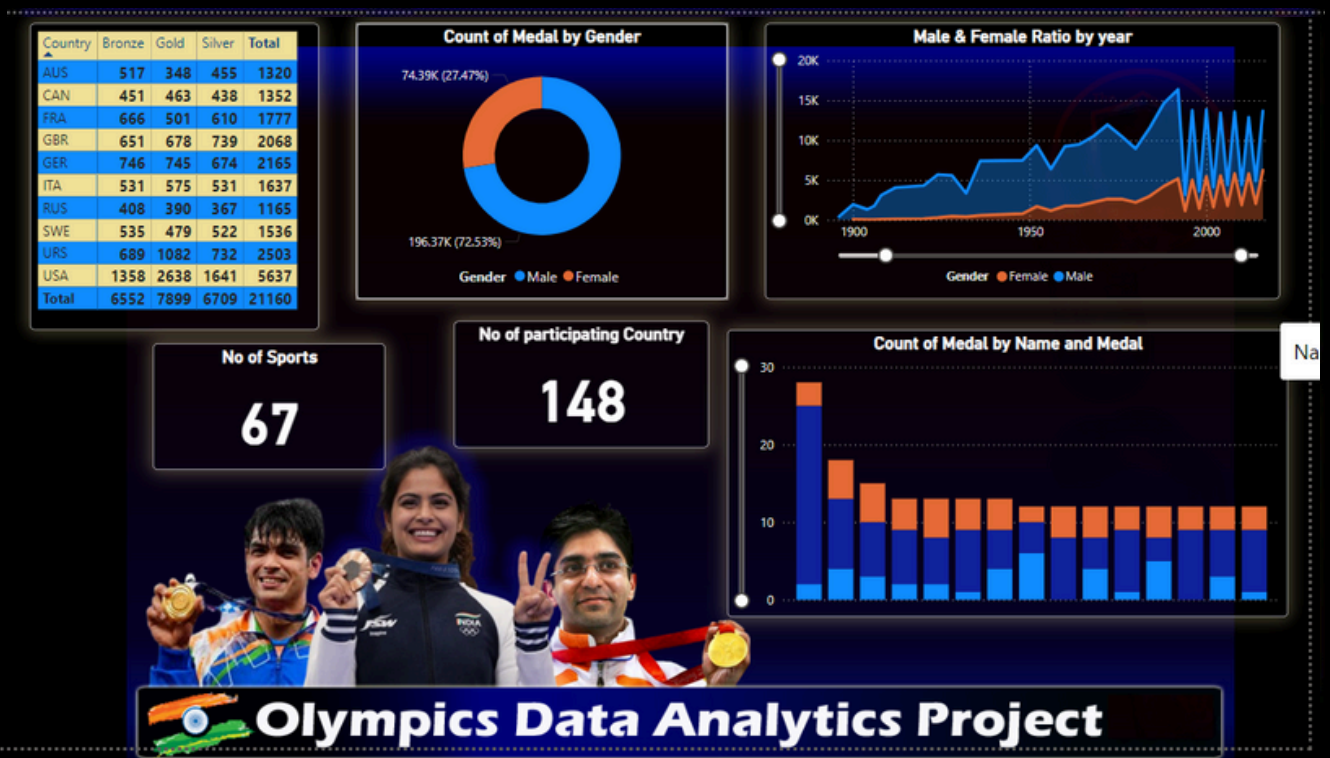 Country Bronze Gold Silver Total
AUS 517 348 455 1320
CAN 451 463 438 1352
FRA 666 501 610 1777
GBR 651 678 739 2068
GER 746 745 674 2165
ITA 531 575 531 1637
RUS 408 390 367 1165
SWE 535 479 522 1536
URS 689 1082 732 2503
USA 1358 2638 1641 5637
Total 6552 7899 6709 21160
Count of Medal by Gender
74.39K (27.47%)
196.37K (72.53%)
Gender Male Female
Male & Female Ratio by year
20K
15K
10K
5K
0K
1900 1950 2000
Gender Female Male
No of Sports
67
No of participating Country
148
Count of Medal by Name and Medal
30
20
10
0
Na
JSW
INDIA
Olympics Data Analytics Project